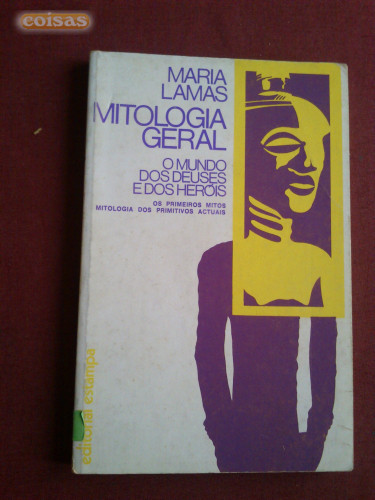 coisas
MARIA
LAMAS
MITOLOGIA
GERAL
O MUNDO
DOS DEUSES
E DOS HERÓIS
OS PRIMEIROS MITOS
MITOLOGIA DOS PRIMITIVOS ACTUAIS
editorial estampa